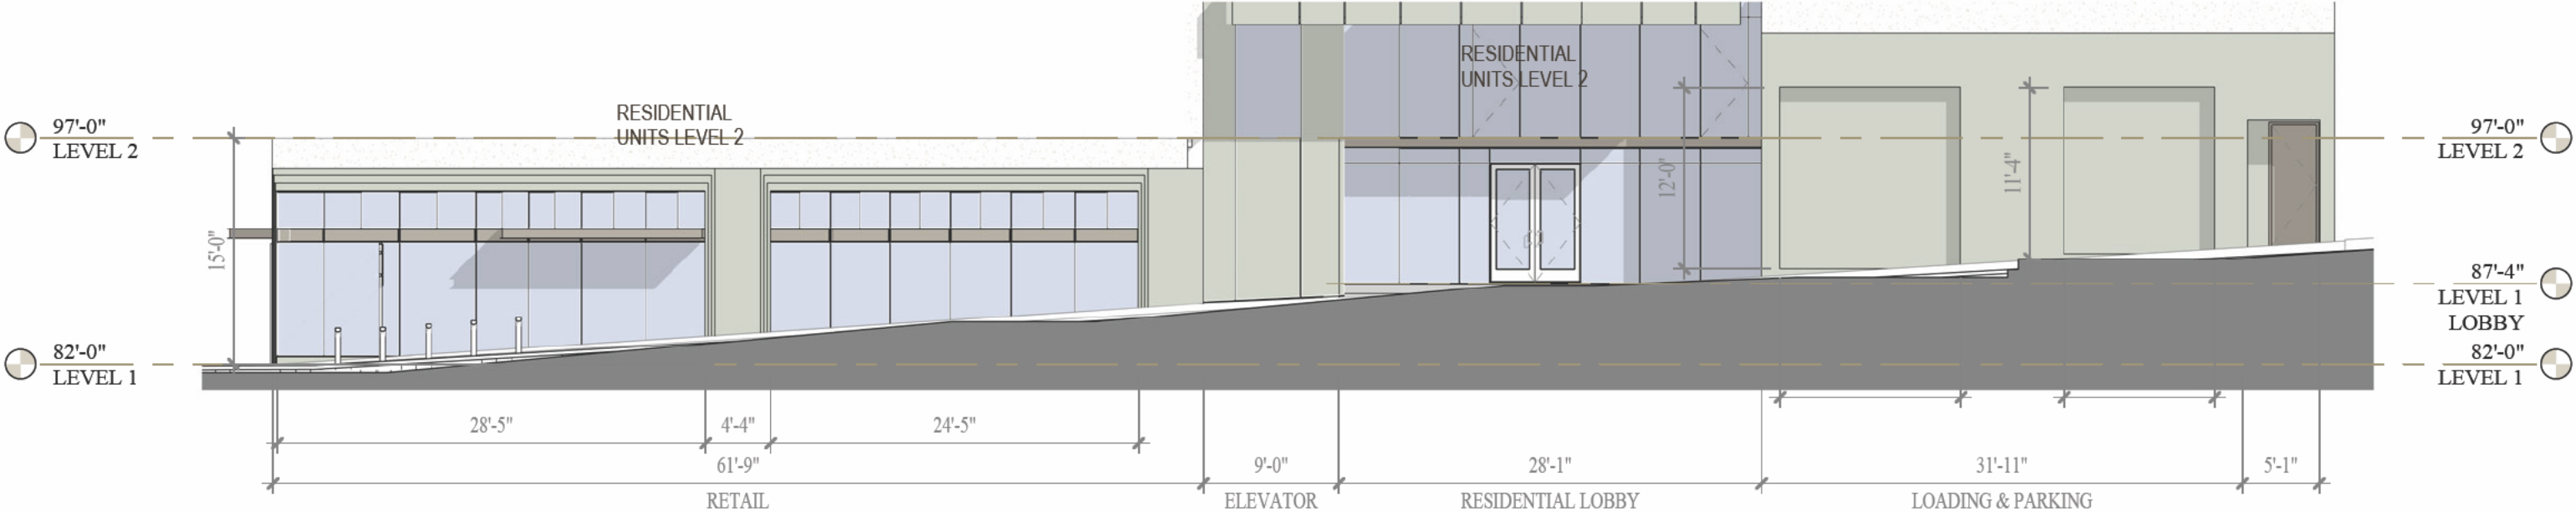 RESIDENTIAL
UNITS LEVEL 2
RESIDENTIAL
UNITS LEVEL 2
97'-0"
LEVEL 2
97'-0"
LEVEL 2
15'-0"
12'-0"
11'-4"
87'-4"
LEVEL 1
LOBBY
82'-0"
LEVEL 1
82'-0"
LEVEL 1
28'-5"
4'-4"
24'-5"
61'-9"
9'-0"
28'-1"
31'-11"
5'-1"
RETAIL
ELEVATOR
RESIDENTIAL LOBBY
LOADING & PARKING